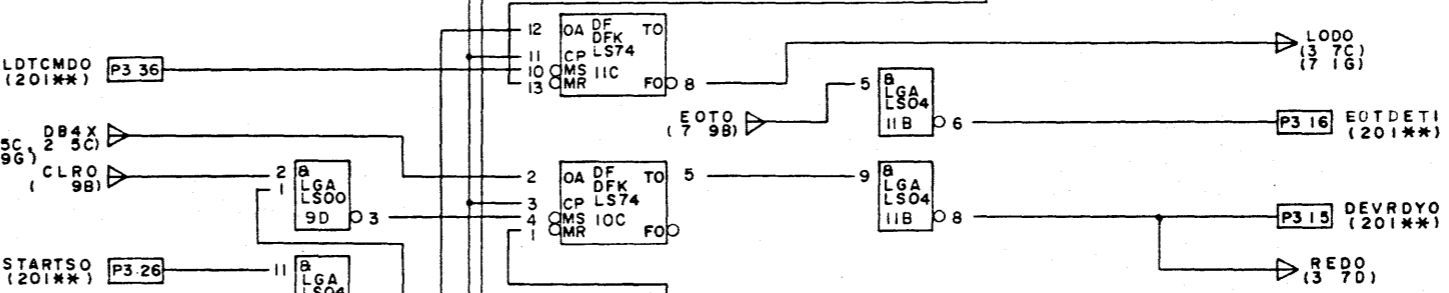 12 OA DF TO
DFK
11 CP LS74
10 MS 11C
13 MR FO 8
LDTCMDO
(201**)
P3 36
LODO
(3 7C)
(7 1G)
EOTO
(7 9B)
5 &
LGA
LS04
11B 6
P3 16
EOTDETI
(201**)
DB4X
5C, 2 5C)
9G)
CLRO
( 9B)
2 &
1 LGA
LS00
9D 3
2 OA DF TO 5
DFK
3 CP LS74
4 MS 10C
1 MR FO
9 &
LGA
LS04
11B 8
P3 15
DEVRDYO
(201**)
REDO
(3 7D)
STARTSO
(201**)
P3 26
11 &
LGA
LS04